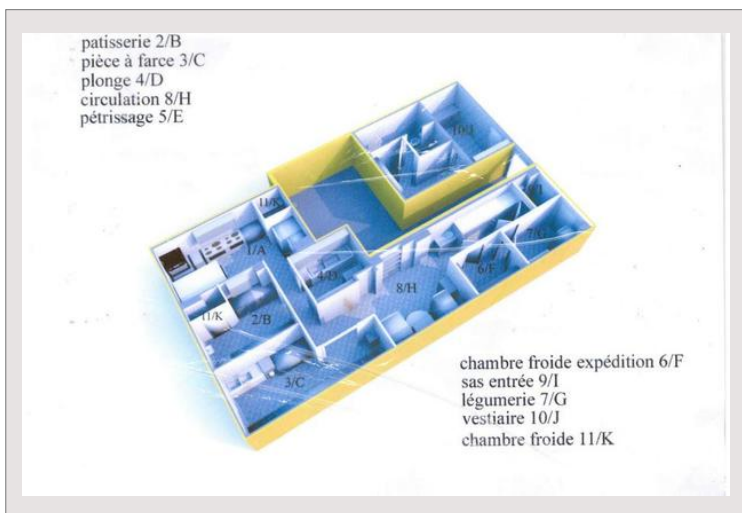 patisserie 2/B
pièce à farce 3/C
plonge 4/D
circulation 8/H
pétrissage 5/E
10/J
11/K
1/A
4/D
7/G
6/F
8/H
11/K
2/B
3/C
chambre froide expédition 6/F
sas entrée 9/I
légumerie 7/G
vestiaire 10/J
chambre froide 11/K